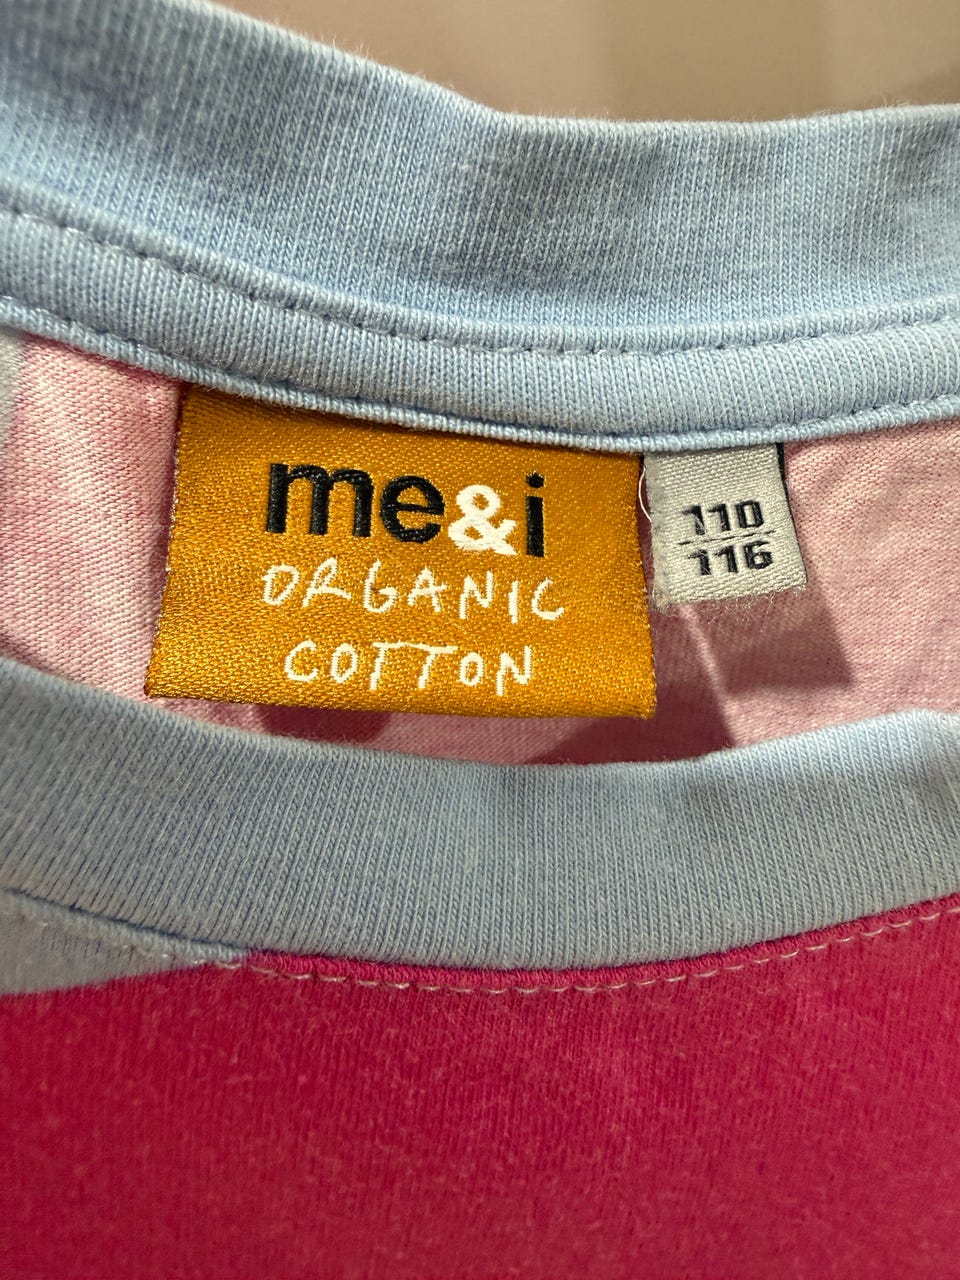 me&i
ORGANIC
COTTON
110
116